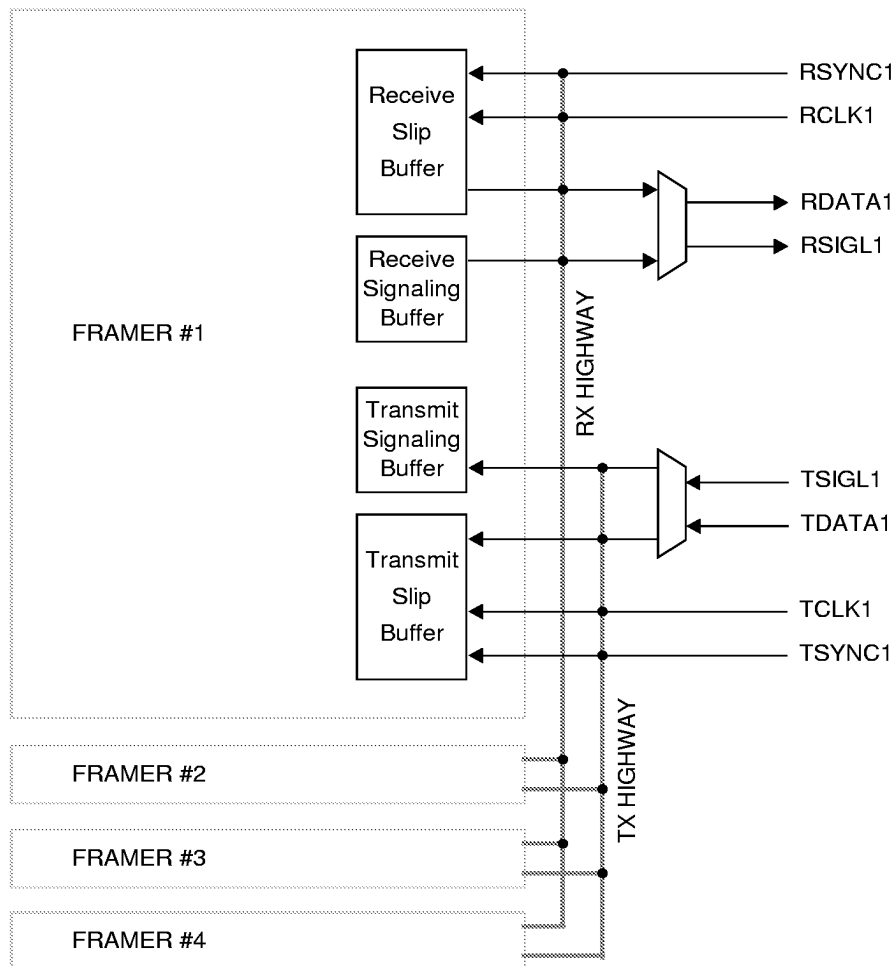 RSYNC1
RCLK1
Receive
Slip
Buffer
RDATA1
RSIGL1
Receive
Signaling
Buffer
FRAMER #1
RX HIGHWAY
Transmit
Signaling
Buffer
TSIGL1
TDATA1
Transmit
Slip
Buffer
TCLK1
TSYNC1
TX HIGHWAY
FRAMER #2
FRAMER #3
FRAMER #4